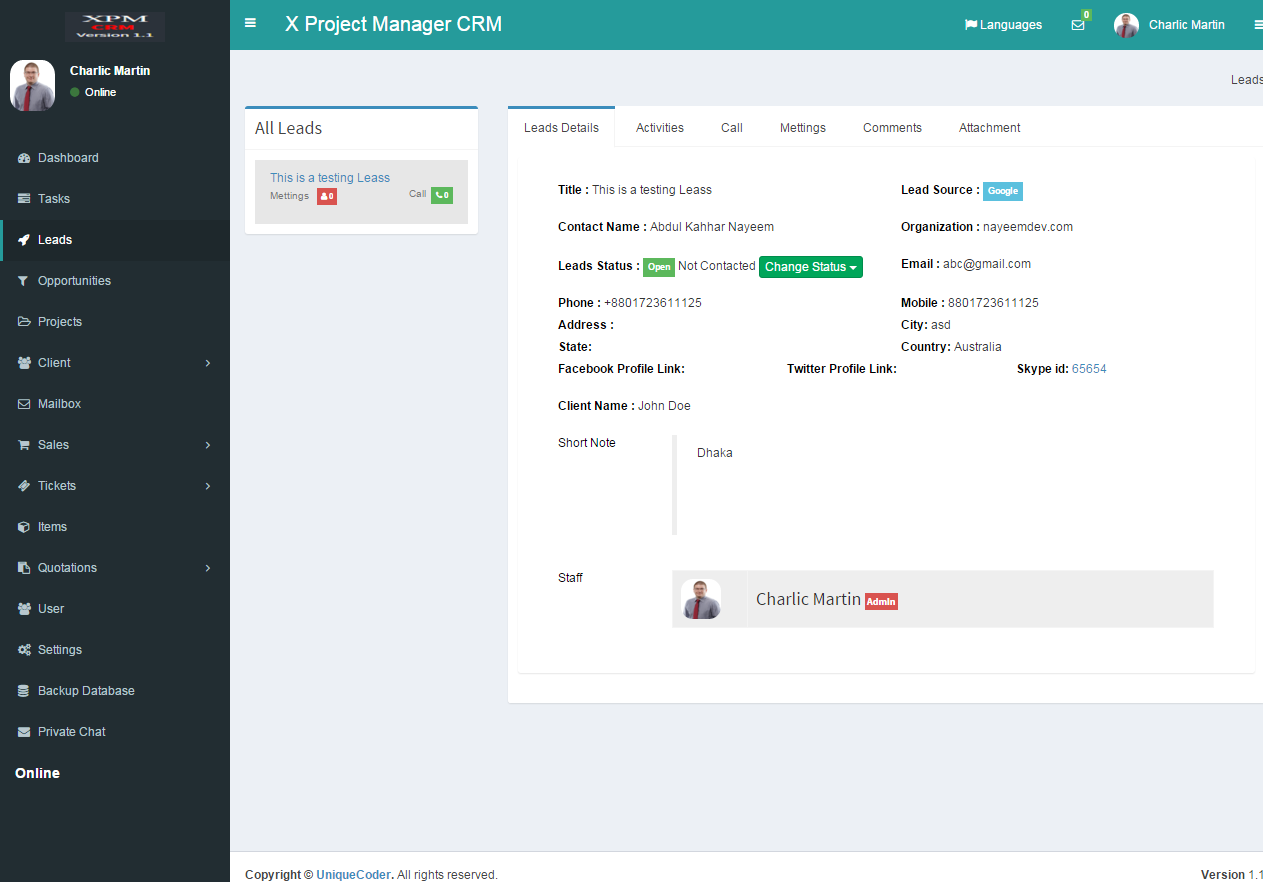 XPM
CRM
Version 1.1
X Project Manager CRM
Languages
0
Charlic Martin
Charlic Martin
Online
Leads
Dashboard
Tasks
Leads
Opportunities
Projects
Client
Mailbox
Sales
Tickets
Items
Quotations
User
Settings
Backup Database
Private Chat
Online
All Leads
This is a testing Leass
Mettings 0 Call 0
Leads Details Activities Call Mettings Comments Attachment
Title : This is a testing Leass Lead Source : Google
Contact Name : Abdul Kahhar Nayeem Organization : nayeemdev.com
Leads Status : Open Not Contacted Change Status Email : abc@gmail.com
Phone : +8801723611125 Mobile : 8801723611125
Address : City: asd
State: Country: Australia
Facebook Profile Link: Twitter Profile Link: Skype id: 65654
Client Name : John Doe
Short Note Dhaka
Staff Charlic Martin Admin
Copyright © UniqueCoder. All rights reserved. Version 1.1